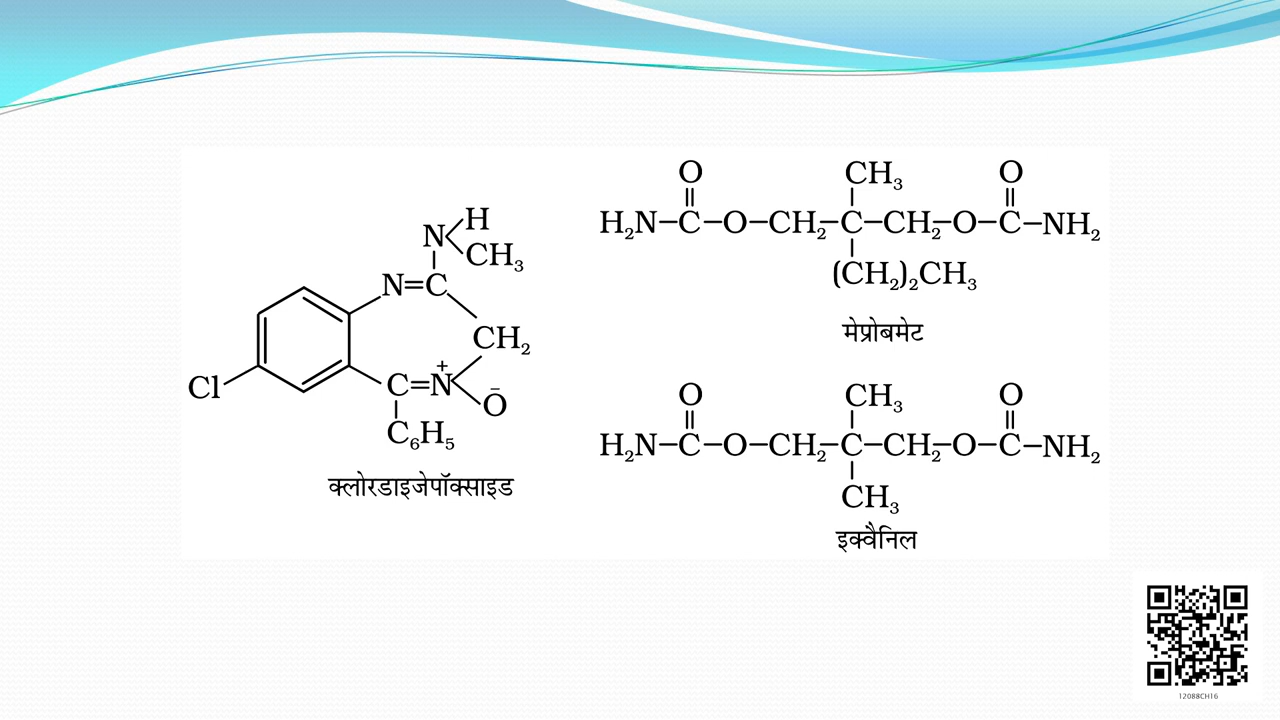 H
N
CH₃
N=C
CH₂
Cl
C=N⁺
O⁻
C₆H₅
क्लोरडाइजेपॉक्साइड
O CH₃ O
H₂N–C–O–CH₂–C–CH₂–O–C–NH₂
(CH₂)₂CH₃
मेप्रोबमेट
O CH₃ O
H₂N–C–O–CH₂–C–CH₂–O–C–NH₂
CH₃
इक्वैनिल
12088CH16